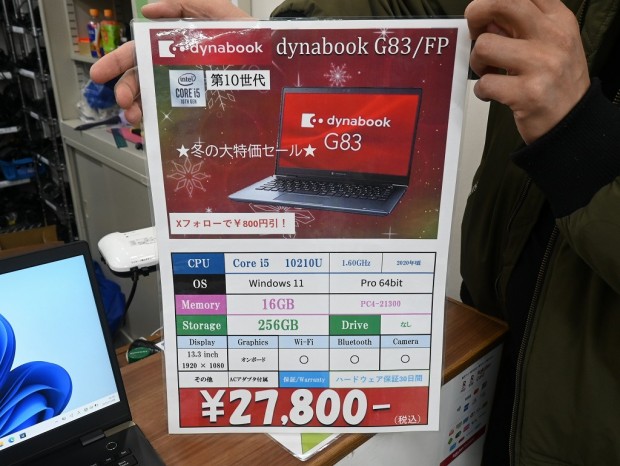 dynabook dynabook G83/FP
intel CORE i5 10TH GEN
第10世代
dynabook
G83
★冬の大特価セール★
Xフォローで￥800円引！
CPU Core i5 10210U 1.60GHz 2020年頃
OS Windows 11 Pro 64bit
Memory 16GB PC4-21300
Storage 256GB Drive なし
Display Graphics Wi-Fi Bluetooth Camera
13.3 inch
1920 × 1080 オンボード ○ ○ ○
その他 ACアダプタ付属 保証/Warranty ハードウェア保証30日間
￥27,800-(税込)